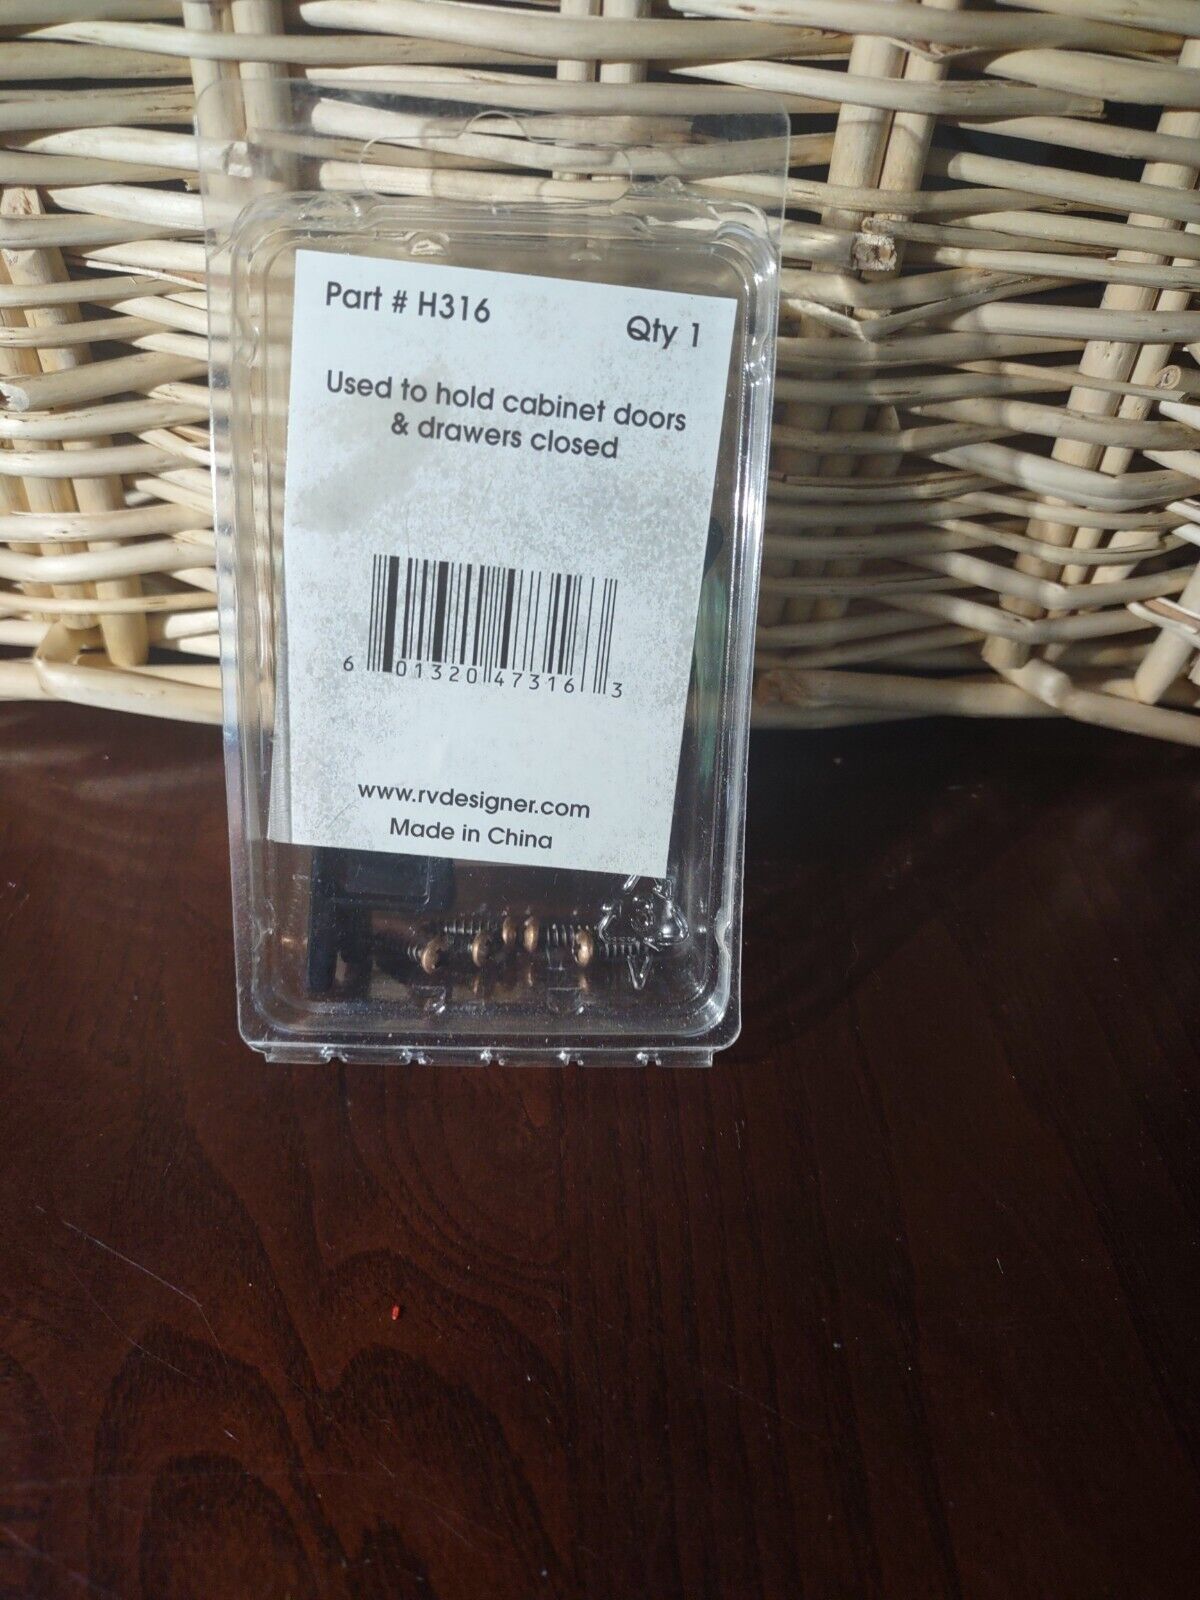 Part # H316
Qty 1
Used to hold cabinet doors
& drawers closed
6 01320 47316 3
www.rvdesigner.com
Made in China
3
V